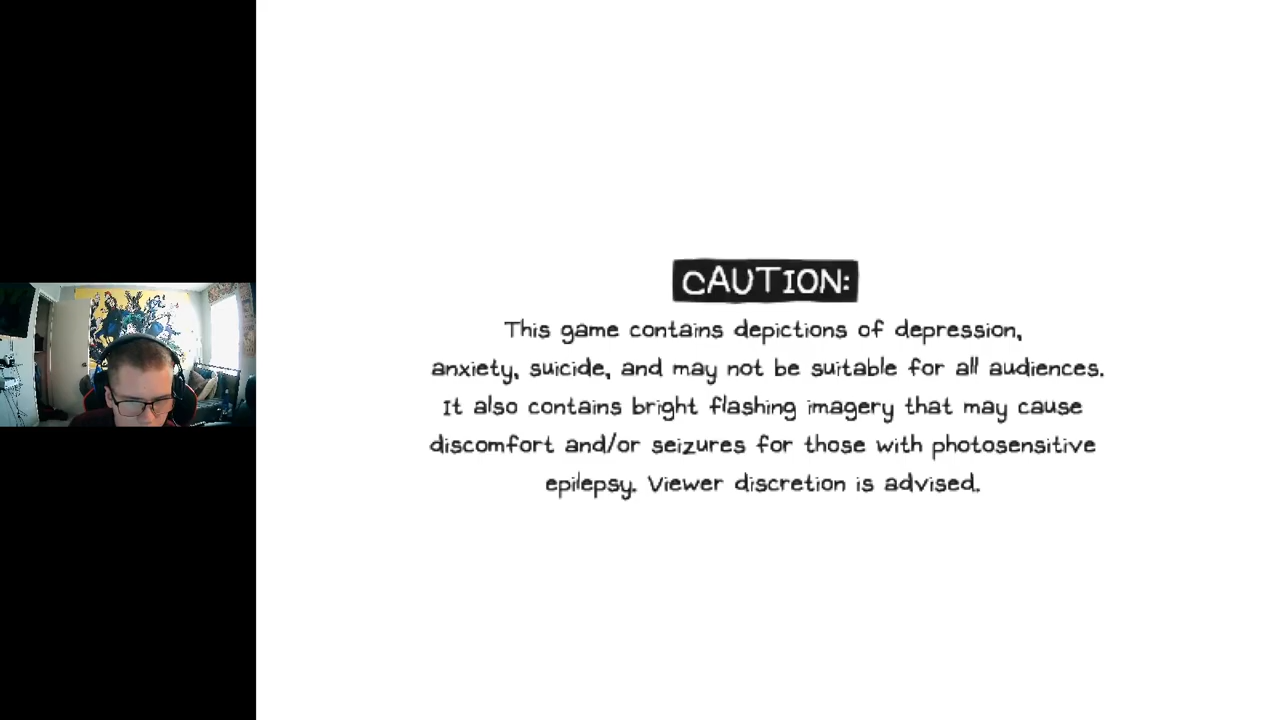 CAUTION:
This game contains depictions of depression,
anxiety, suicide, and may not be suitable for all audiences.
It also contains bright flashing imagery that may cause
discomfort and/or seizures for those with photosensitive
epilepsy. Viewer discretion is advised.